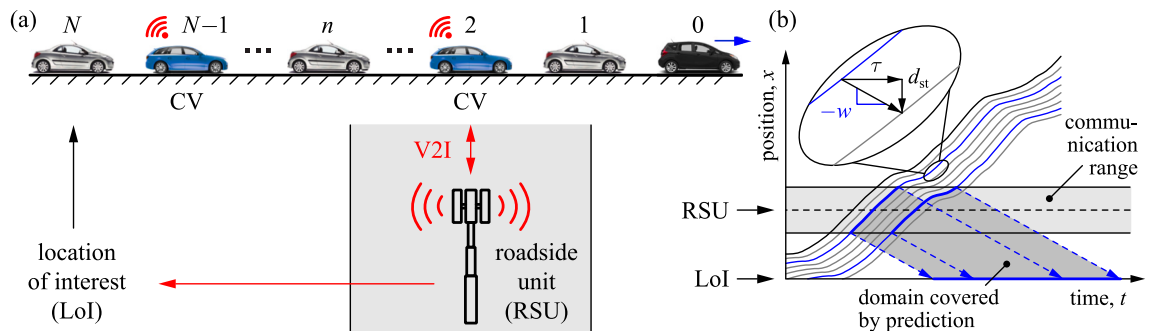 (a)
N N−1 ... n ... 2 1 0
CV CV
V2I
location
of interest
(LoI)
roadside
unit
(RSU)
(b)
position, x
τ
d_st
−w
commu-
nication
range
RSU
LoI
domain covered
by prediction
time, t